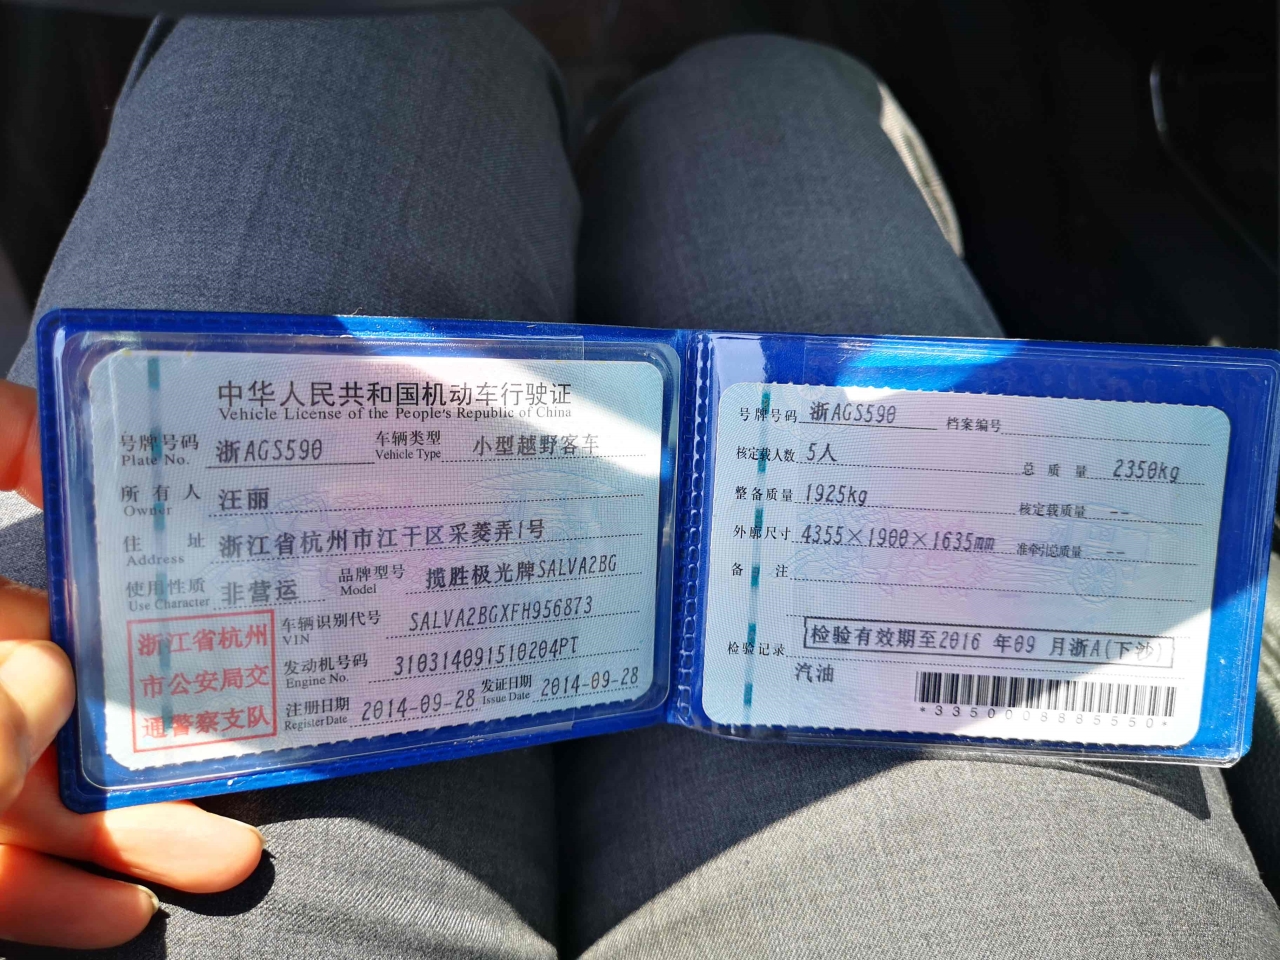 中华人民共和国机动车行驶证
Vehicle License of the People's Republic of China
号牌号码 浙AGS590 车辆类型 小型越野客车
Plate No. Vehicle Type
所有人 汪丽
Owner
住址 浙江省杭州市江干区采菱弄1号
Address
使用性质 非营运 品牌型号 揽胜极光牌SALVA2BG
Use Character Model
浙江省杭州
市公安局交
通警察支队
车辆识别代号 SALVA2BGXFH956873
VIN
发动机号码 310314091510204PT
Engine No.
注册日期 2014-09-28 发证日期 2014-09-28
Register Date Issue Date
号牌号码 浙AGS590 档案编号
核定载人数 5人 总质量 2350kg
整备质量 1925kg 核定载质量 --
外廓尺寸 4355×1900×1635mm 准牵引总质量 --
备注
检验记录 检验有效期至2016 年09 月浙A(下沙)
汽油